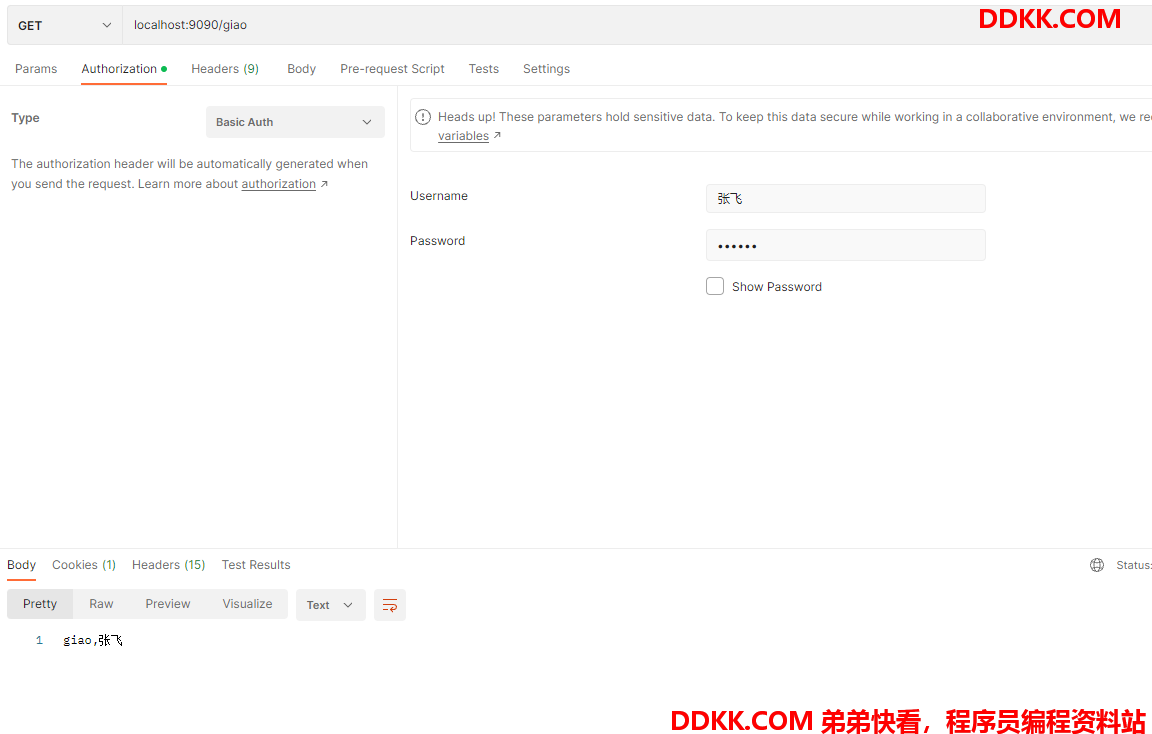 GET localhost:9090/giao DDKK.COM
Params Authorization Headers (9) Body Pre-request Script Tests Settings
Type Basic Auth
The authorization header will be automatically generated when
you send the request. Learn more about authorization ↗
Heads up! These parameters hold sensitive data. To keep this data secure while working in a collaborative environment, we re
variables ↗
Username 张飞
Password ••••••
Show Password
Body Cookies (1) Headers (15) Test Results Status:
Pretty Raw Preview Visualize Text
1 giao,张飞
DDKK.COM 弟弟快看，程序员编程资料站